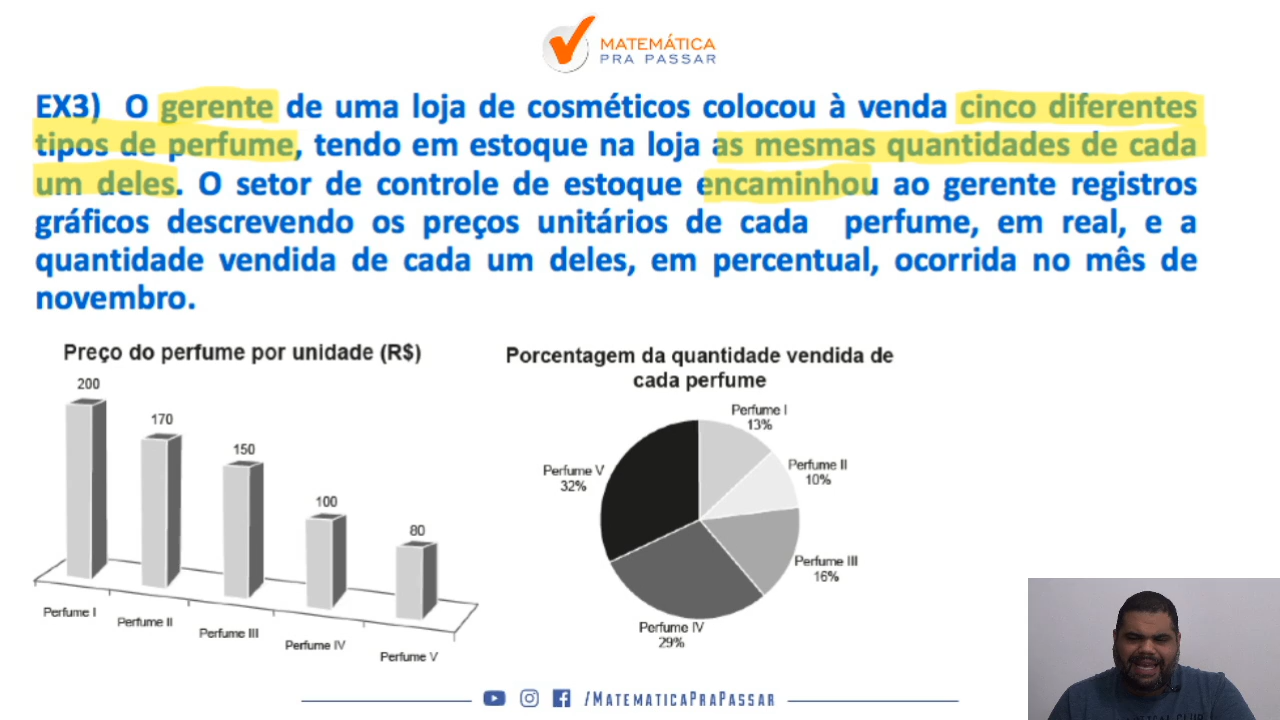 MATEMÁTICA
PRA PASSAR
EX3) O gerente de uma loja de cosméticos colocou à venda cinco diferentes
tipos de perfume, tendo em estoque na loja as mesmas quantidades de cada
um deles. O setor de controle de estoque encaminhou ao gerente registros
gráficos descrevendo os preços unitários de cada perfume, em real, e a
quantidade vendida de cada um deles, em percentual, ocorrida no mês de
novembro.
Preço do perfume por unidade (R$)
200
170
150
100
80
Perfume I
Perfume II
Perfume III
Perfume IV
Perfume V
Porcentagem da quantidade vendida de
cada perfume
Perfume I
13%
Perfume II
10%
Perfume III
16%
Perfume IV
29%
Perfume V
32%
/MATEMATICAPRAPASSAR